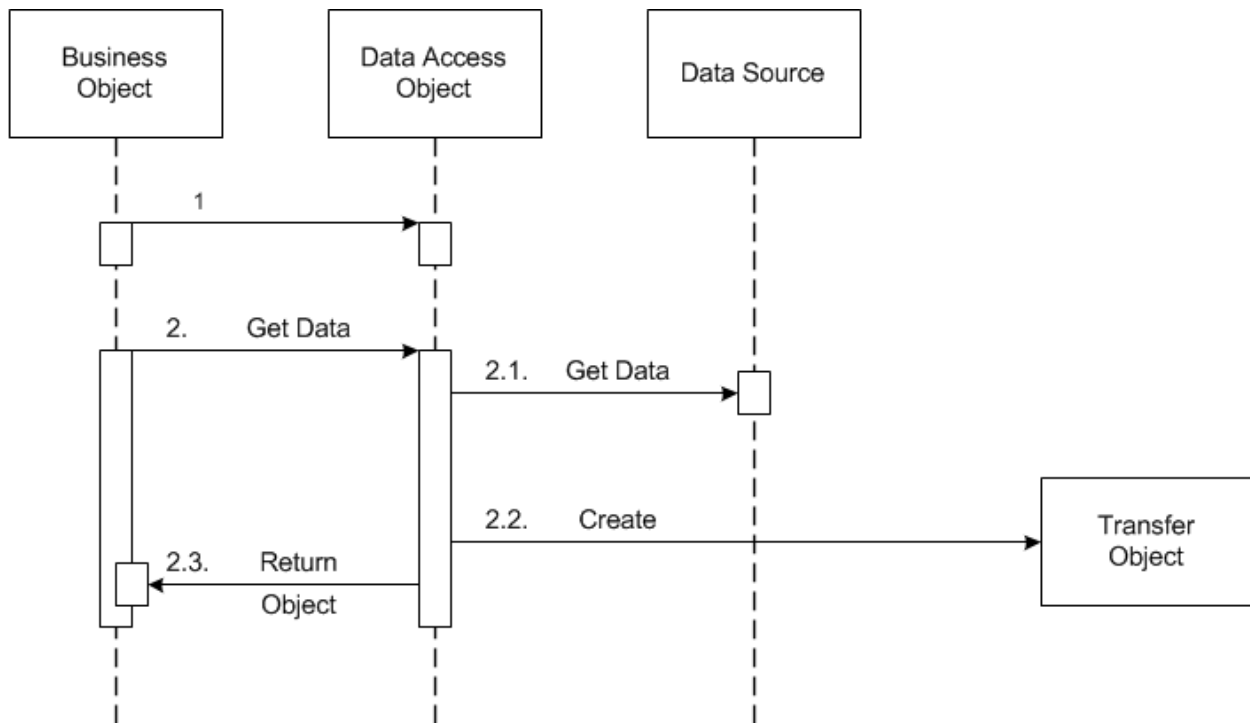 Business
Object
Data Access
Object
Data Source
1
2. Get Data
2.1. Get Data
2.2. Create
Transfer
Object
2.3. Return
Object